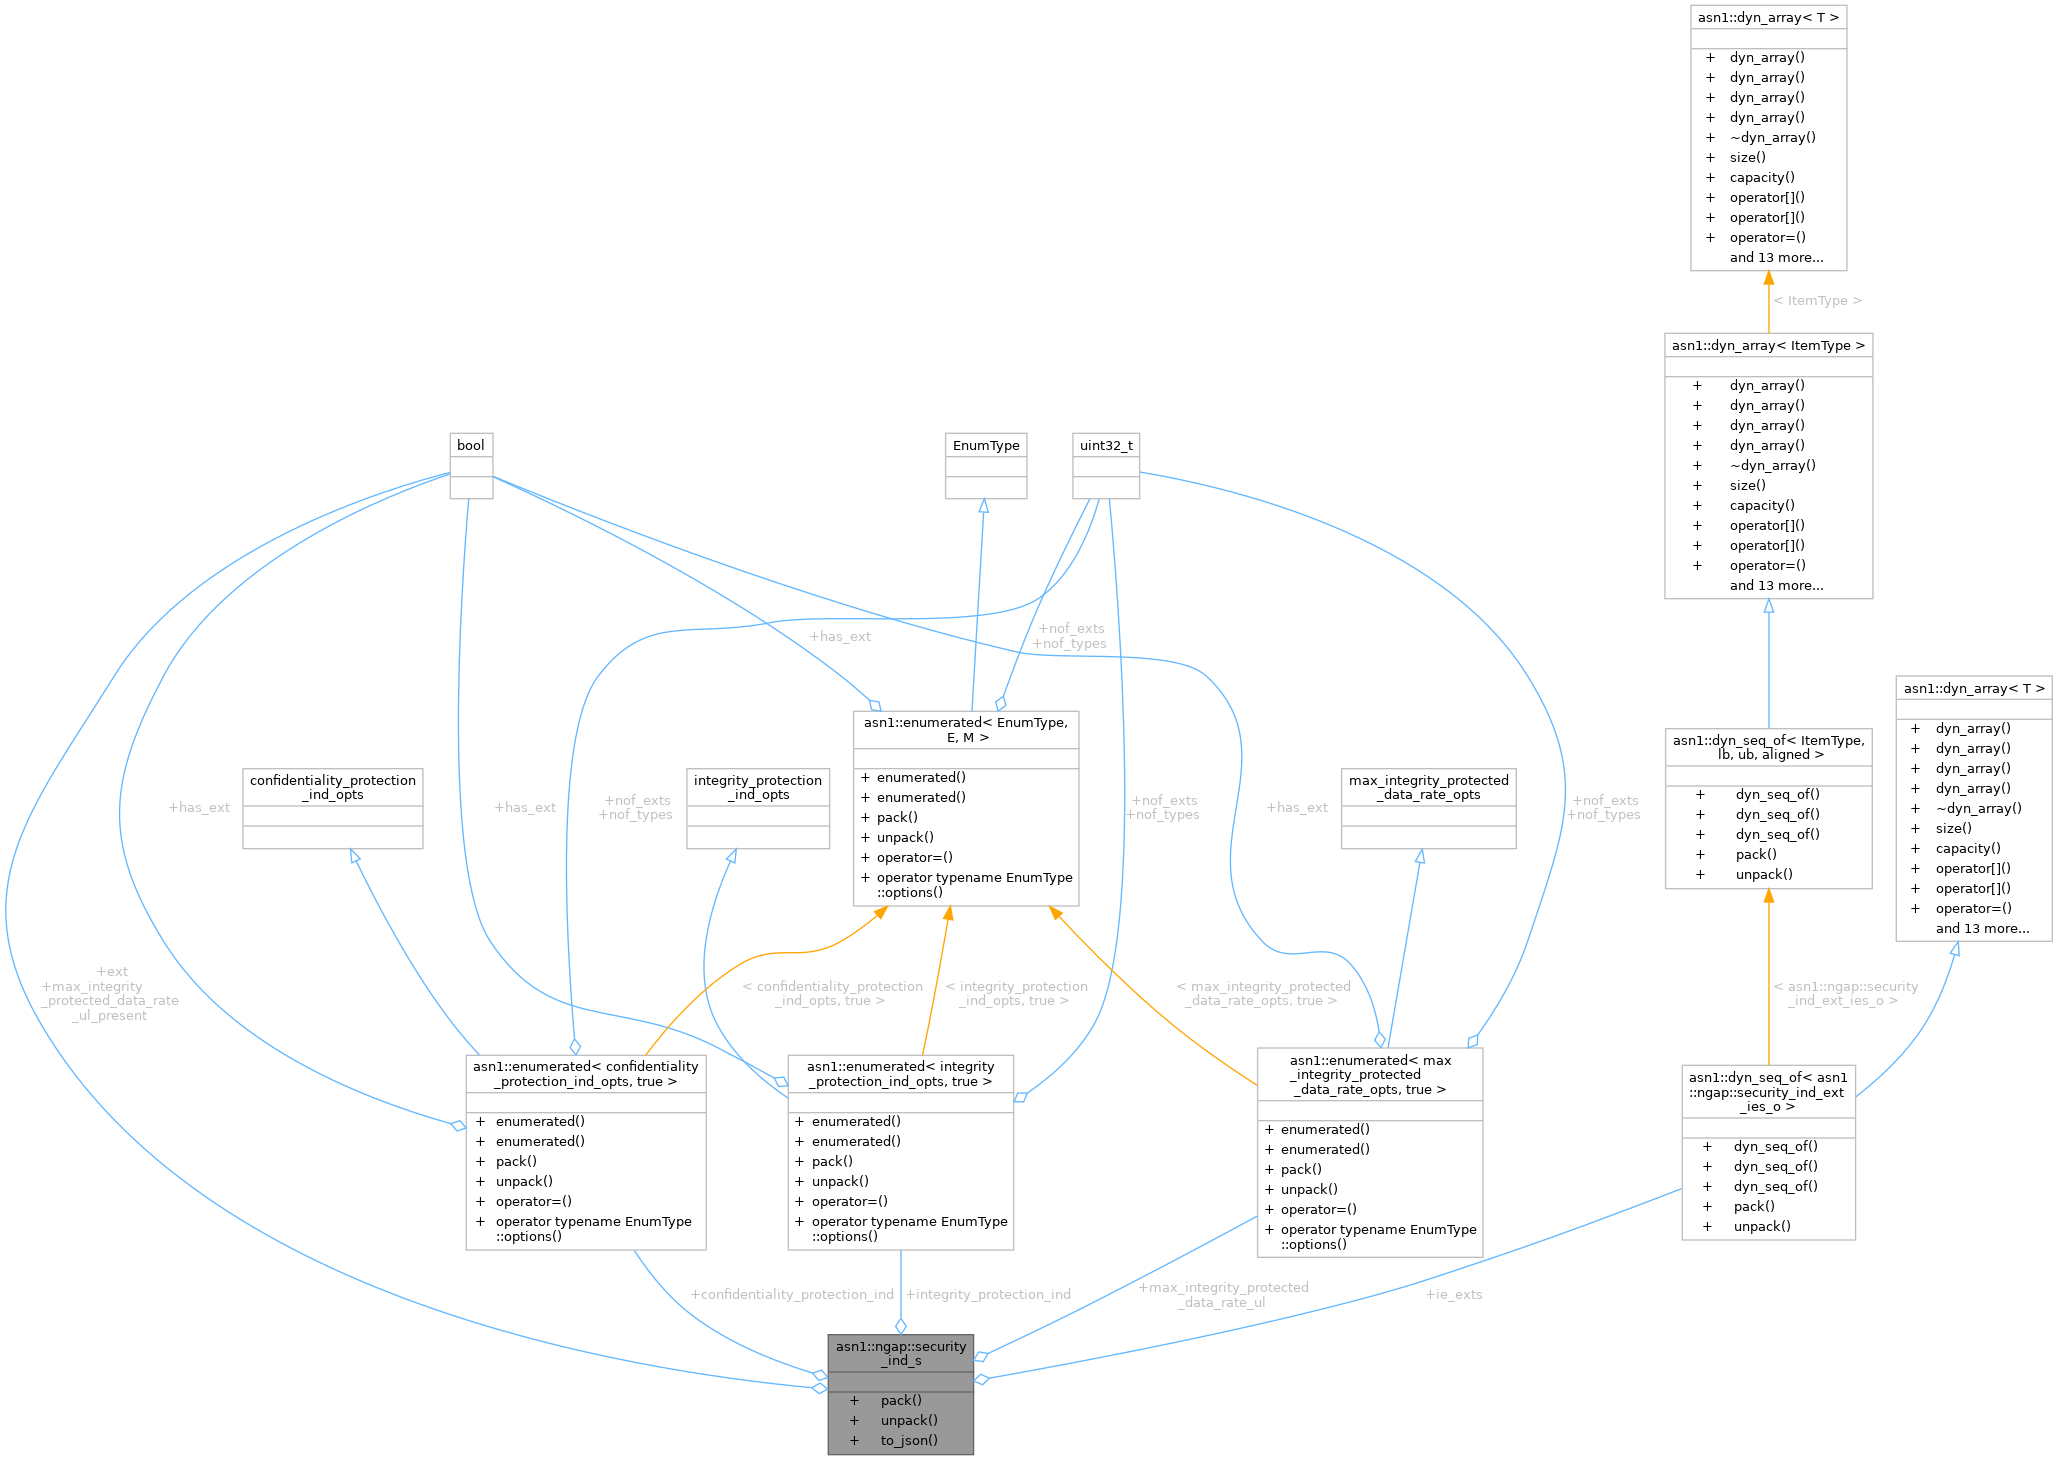 asn1::dyn_array< T >
+ dyn_array()
+ dyn_array()
+ dyn_array()
+ dyn_array()
+ ~dyn_array()
+ size()
+ capacity()
+ operator[]()
+ operator[]()
+ operator=()
and 13 more...
< ItemType >
asn1::dyn_array< ItemType >
+ dyn_array()
+ dyn_array()
+ dyn_array()
+ dyn_array()
+ ~dyn_array()
+ size()
+ capacity()
+ operator[]()
+ operator[]()
+ operator=()
and 13 more...
bool
EnumType
uint32_t
+has_ext
+nof_exts
+nof_types
asn1::enumerated< EnumType,
E, M >
+ enumerated()
+ enumerated()
+ pack()
+ unpack()
+ operator=()
+ operator typename EnumType
::options()
asn1::dyn_seq_of< ItemType,
lb, ub, aligned >
+ dyn_seq_of()
+ dyn_seq_of()
+ dyn_seq_of()
+ pack()
+ unpack()
asn1::dyn_array< T >
+ dyn_array()
+ dyn_array()
+ dyn_array()
+ dyn_array()
+ ~dyn_array()
+ size()
+ capacity()
+ operator[]()
+ operator[]()
+ operator=()
and 13 more...
+has_ext
confidentiality_protection
_ind_opts
+has_ext
+nof_exts
+nof_types
integrity_protection
_ind_opts
+nof_exts
+nof_types
+has_ext
max_integrity_protected
_data_rate_opts
+nof_exts
+nof_types
+ext
+max_integrity
_protected_data_rate
_ul_present
< confidentiality_protection
_ind_opts, true >
< integrity_protection
_ind_opts, true >
< max_integrity_protected
_data_rate_opts, true >
< asn1::ngap::security
_ind_ext_ies_o >
asn1::enumerated< confidentiality
_protection_ind_opts, true >
+ enumerated()
+ enumerated()
+ pack()
+ unpack()
+ operator=()
+ operator typename EnumType
::options()
asn1::enumerated< integrity
_protection_ind_opts, true >
+ enumerated()
+ enumerated()
+ pack()
+ unpack()
+ operator=()
+ operator typename EnumType
::options()
asn1::enumerated< max
_integrity_protected
_data_rate_opts, true >
+ enumerated()
+ enumerated()
+ pack()
+ unpack()
+ operator=()
+ operator typename EnumType
::options()
asn1::dyn_seq_of< asn1
::ngap::security_ind_ext
_ies_o >
+ dyn_seq_of()
+ dyn_seq_of()
+ dyn_seq_of()
+ pack()
+ unpack()
+confidentiality_protection_ind
+integrity_protection_ind
+max_integrity_protected
_data_rate_ul
+ie_exts
asn1::ngap::security
_ind_s
+ pack()
+ unpack()
+ to_json()